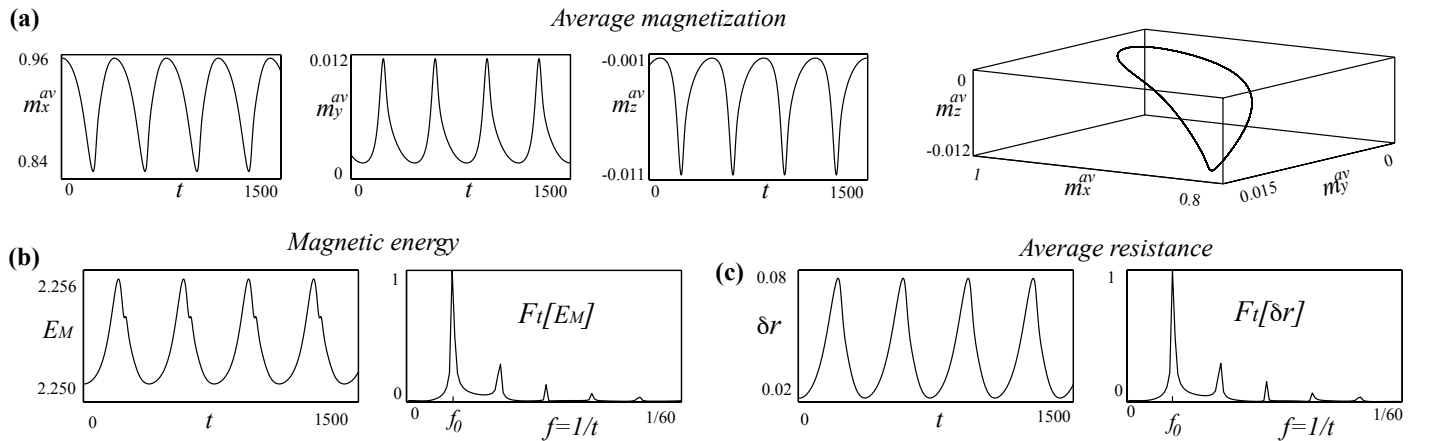 (a)
Average magnetization
0.96
m_x^av
0.84
0
t
1500
0.012
m_y^av
0
0
t
1500
-0.001
m_z^av
-0.011
0
t
1500
0
m_z^av
-0.012
1
m_x^av
0.8
0.015
m_y^av
0
(b)
Magnetic energy
2.256
E_M
2.250
0
t
1500
1
F_t[E_M]
0
0
f_0
f=1/t
1/60
(c)
Average resistance
0.08
δr
0.02
0
t
1500
1
F_t[δr]
0
0
f_0
f=1/t
1/60